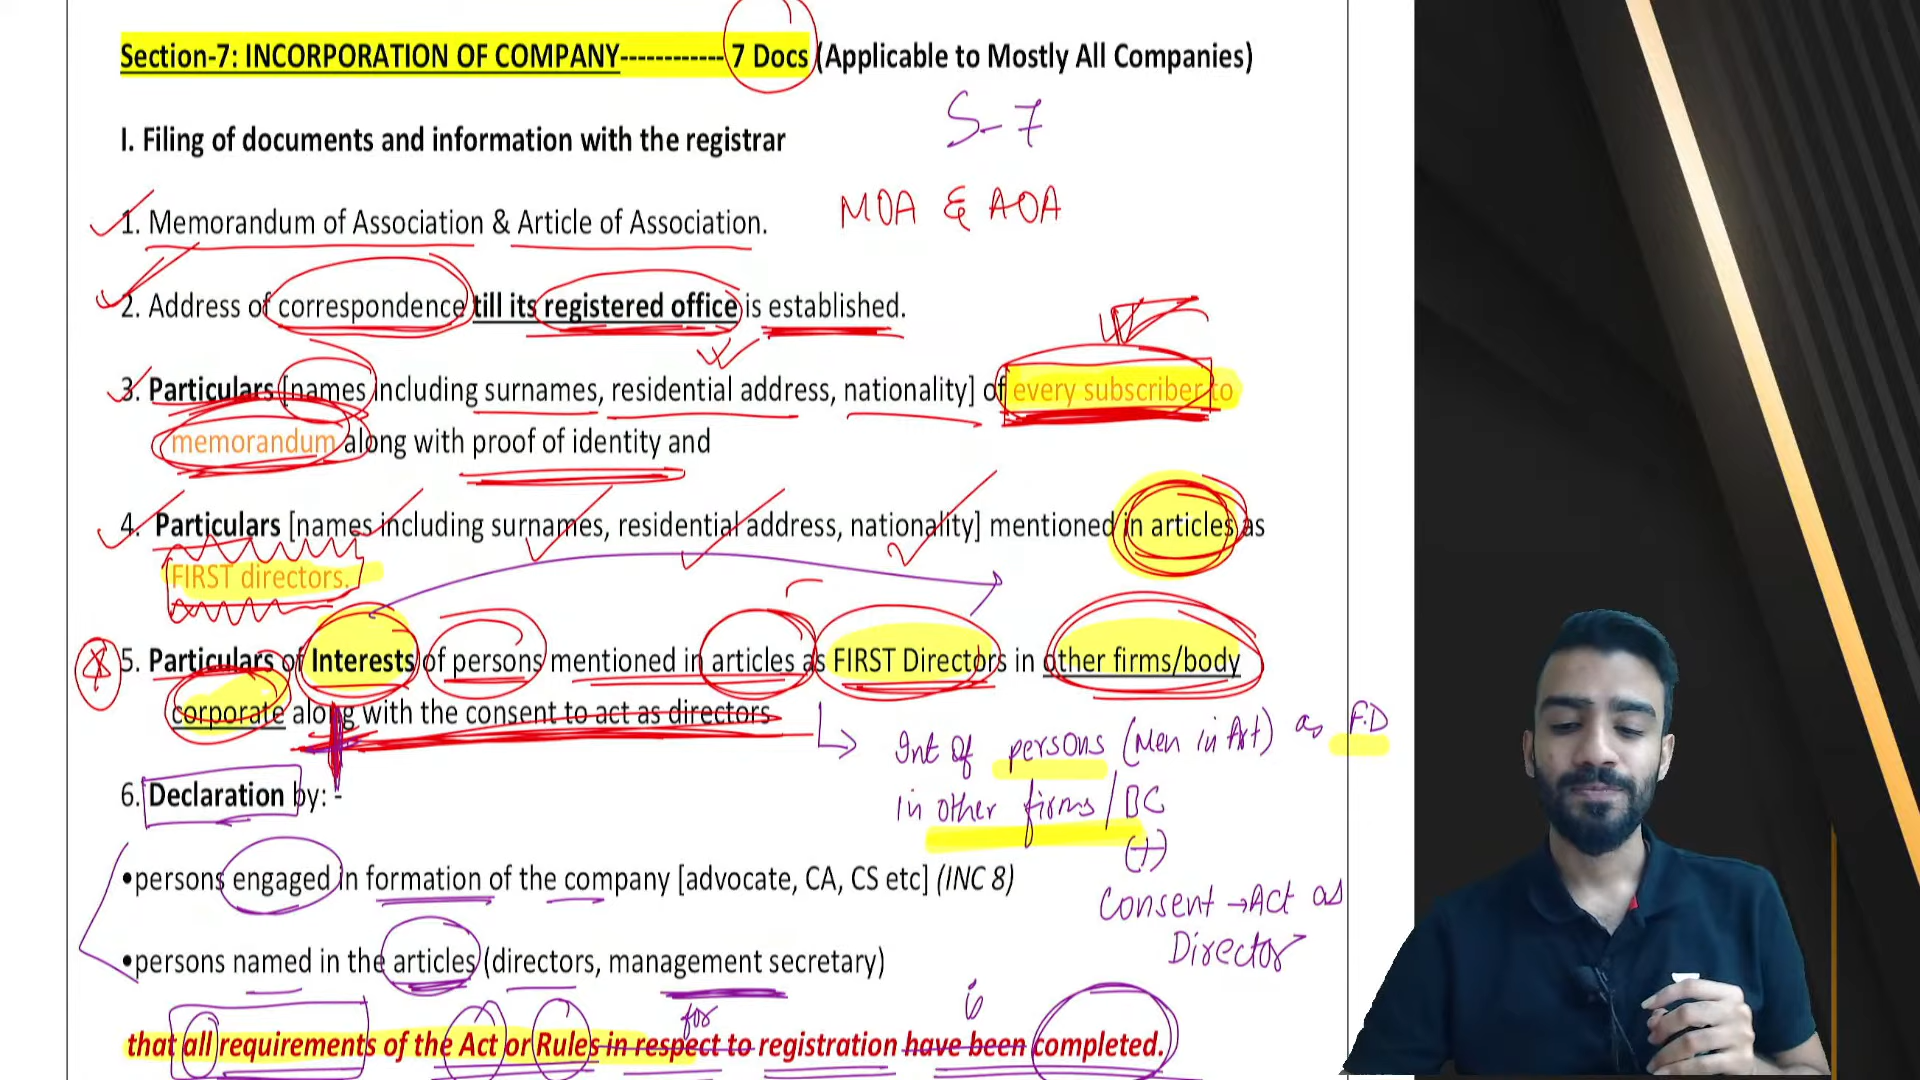 Section-7: INCORPORATION OF COMPANY------------ 7 Docs (Applicable to Mostly All Companies)
S-7
I. Filing of documents and information with the registrar
1. Memorandum of Association & Article of Association.
MOA & AOA
2. Address of correspondence till its registered office is established.
3. Particulars [names including surnames, residential address, nationality] of every subscriber to
memorandum along with proof of identity and
4. Particulars [names including surnames, residential address, nationality] mentioned in articles as
FIRST directors.
5. Particulars of Interests of persons mentioned in articles as FIRST Directors in other firms/body
corporate along with the consent to act as directors
Int of persons (Men in Art) as F.D
in other firms / BC
(+)
Consent → Act as
Director
6. Declaration by: -
•persons engaged in formation of the company [advocate, CA, CS etc] (INC 8)
•persons named in the articles (directors, management secretary)
for is
that all requirements of the Act or Rules in respect to registration have been completed.